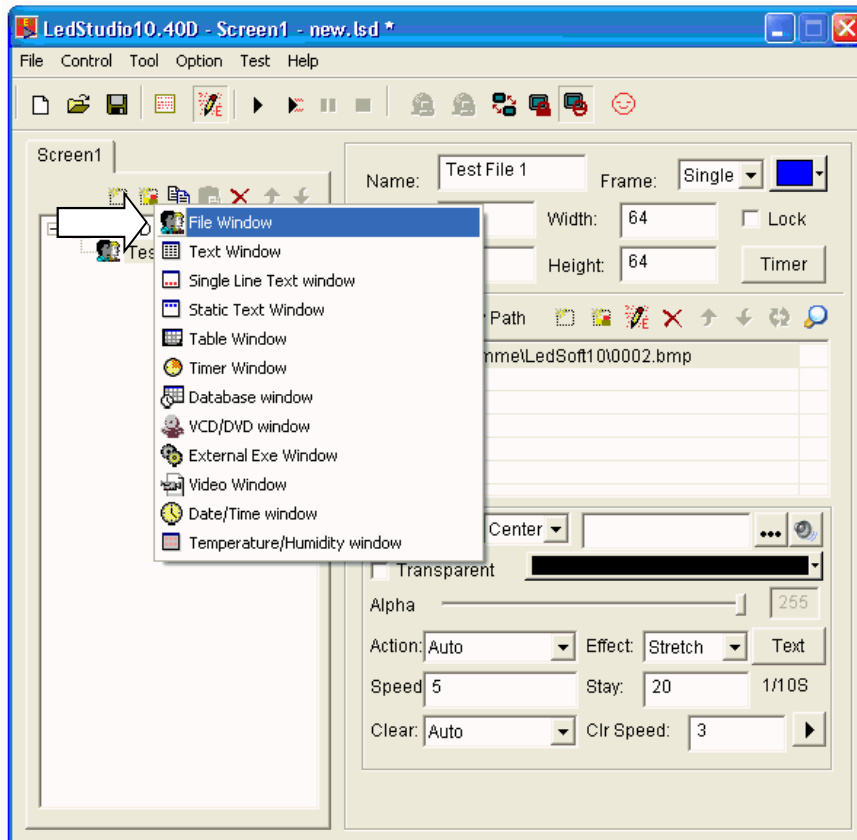 LedStudio10.40D - Screen1 - new.lsd *
File Control Tool Option Test Help
Screen1
Name: Test File 1 Frame: Single
Width: 64 Lock
Height: 64 Timer
File Window
Text Window
Single Line Text window
Static Text Window
Table Window
Timer Window
Database window
VCD/DVD window
External Exe Window
Video Window
Date/Time window
Temperature/Humidity window
Path
\LedSoft10\0002.bmp
Center
Transparent
Alpha 255
Action: Auto Effect: Stretch Text
Speed 5 Stay: 20 1/10S
Clear: Auto Clr Speed: 3